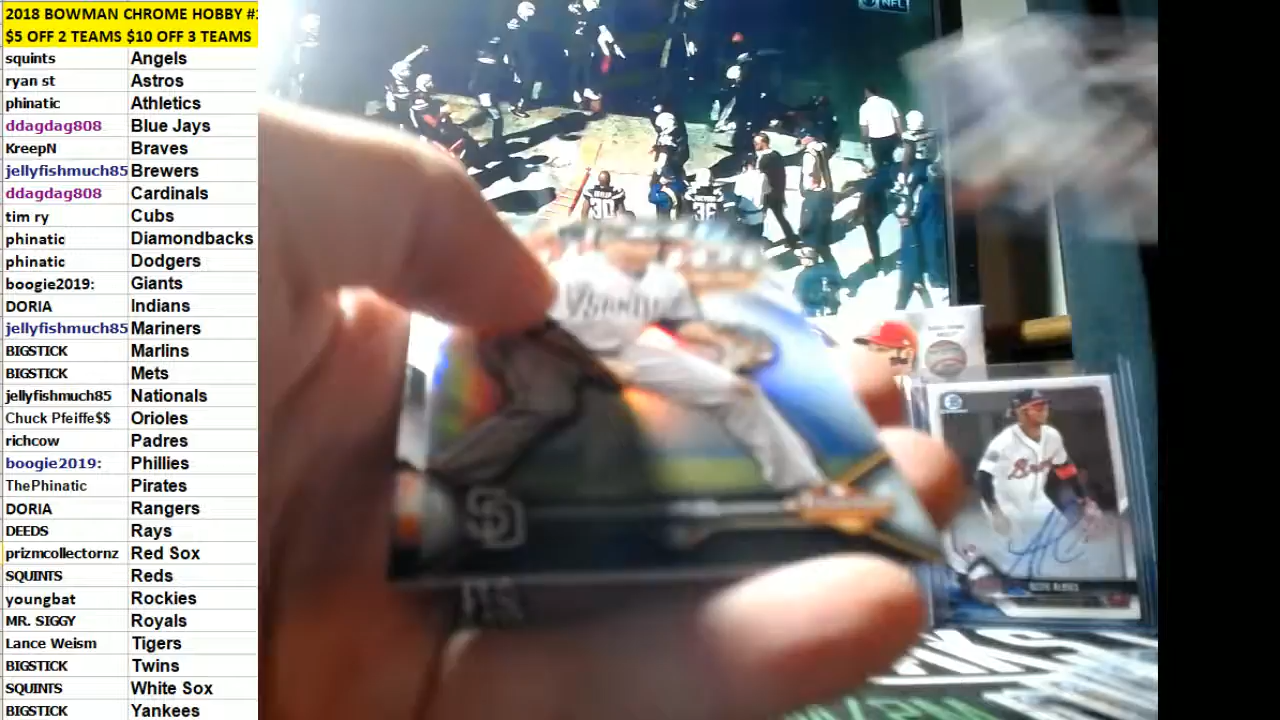 2018 BOWMAN CHROME HOBBY #
$5 OFF 2 TEAMS $10 OFF 3 TEAMS
squints Angels
ryan st Astros
phinatic Athletics
ddagdag808 Blue Jays
KreepN Braves
jellyfishmuch85 Brewers
ddagdag808 Cardinals
tim ry Cubs
phinatic Diamondbacks
phinatic Dodgers
boogie2019: Giants
DORIA Indians
jellyfishmuch85 Mariners
BIGSTICK Marlins
BIGSTICK Mets
jellyfishmuch85 Nationals
Chuck Pfeiffe$$ Orioles
richcow Padres
boogie2019: Phillies
ThePhinatic Pirates
DORIA Rangers
DEEDS Rays
prizmcollectornz Red Sox
SQUINTS Reds
youngbat Rockies
MR. SIGGY Royals
Lance Weism Tigers
BIGSTICK Twins
SQUINTS White Sox
BIGSTICK Yankees
NFL
30
36
SD